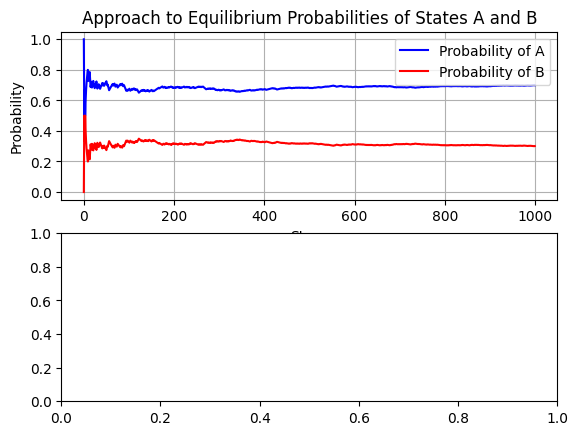 Approach to Equilibrium Probabilities of States A and B
1.0
0.8
0.6
0.4
0.2
0.0
Probability
Probability of A
Probability of B
0 200 400 600 800 1000
1.0
0.8
0.6
0.4
0.2
0.0
0.0 0.2 0.4 0.6 0.8 1.0